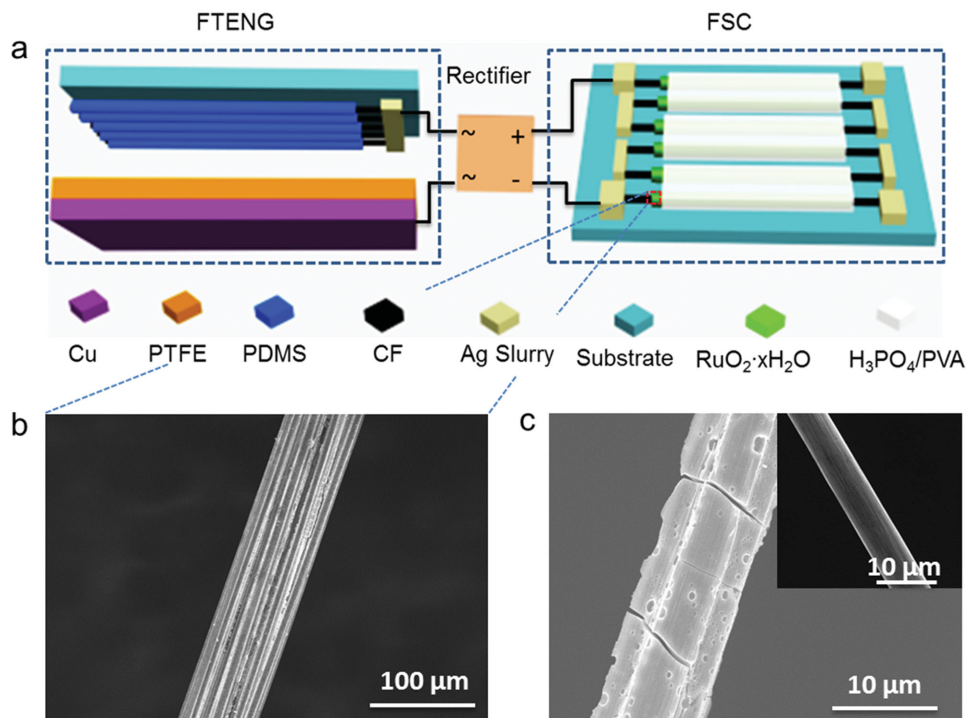 FTENG
FSC
a
Rectifier
~ +
~ -
Cu PTFE PDMS CF Ag Slurry Substrate RuO₂·xH₂O H₃PO₄/PVA
b
c
100 μm
10 μm
10 μm